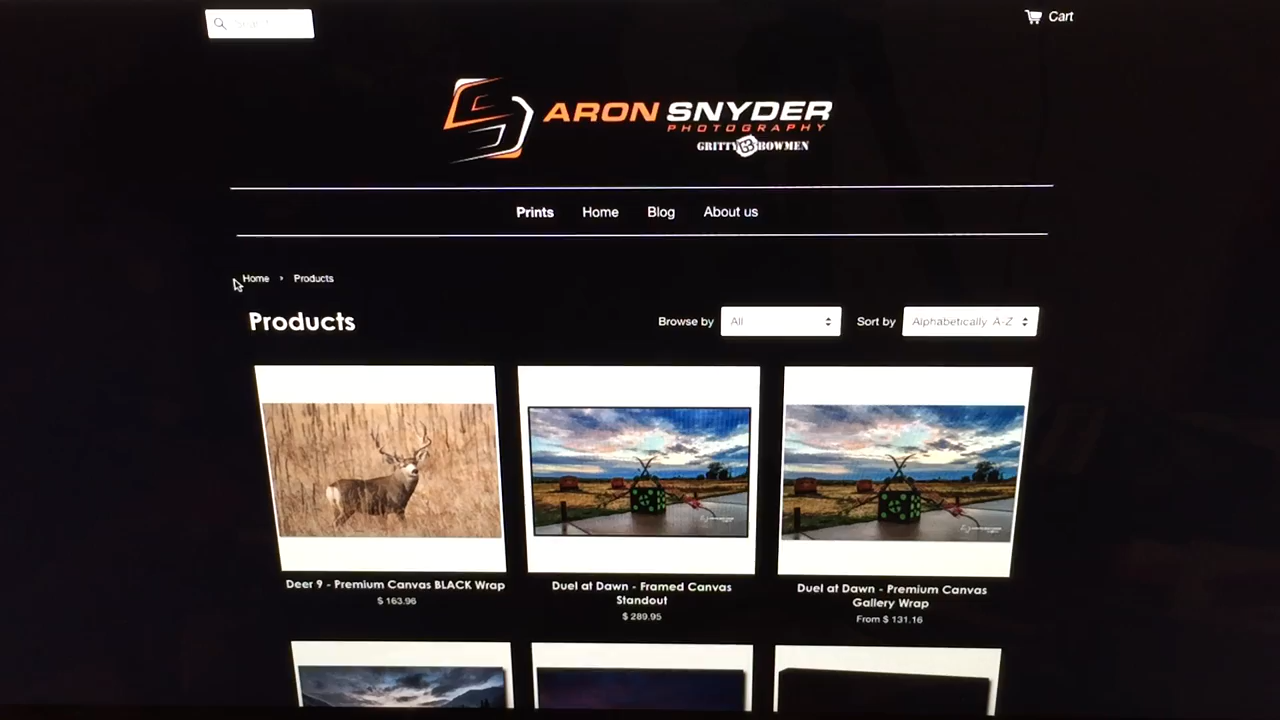 Search
Cart
ARON SNYDER
PHOTOGRAPHY
GRITTY GB BOWMEN
Prints Home Blog About us
Home › Products
Products
Browse by All Sort by Alphabetically, A-Z
Deer 9 - Premium Canvas BLACK Wrap
$ 163.96
Duel at Dawn - Framed Canvas
Standout
$ 289.95
Duel at Dawn - Premium Canvas
Gallery Wrap
From $ 131.16